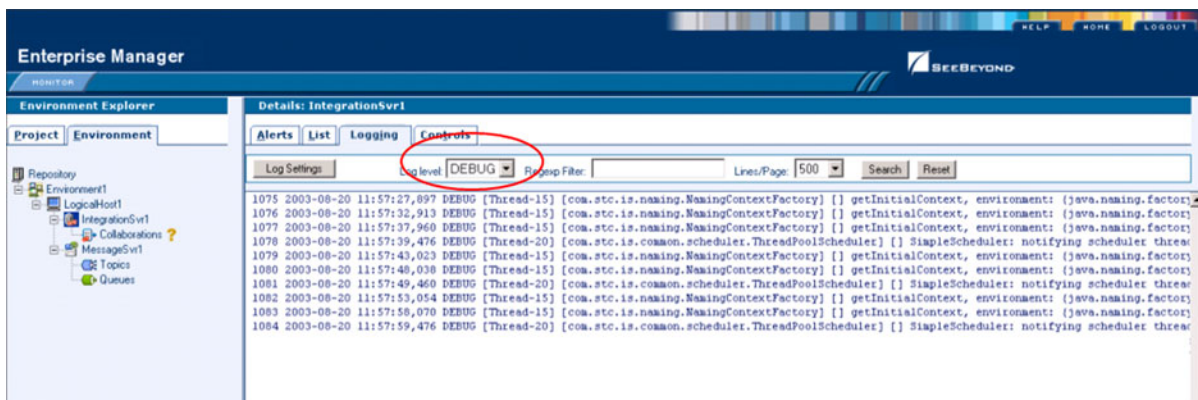 HELP HOME LOGOUT
Enterprise Manager
SEEBEYOND
MONITOR
Environment Explorer
Details: IntegrationSvr1
Project Environment
Alerts List Logging Controls
Log Settings Log level: DEBUG Regexp Filter: Lines/Page: 500 Search Reset
Repository
Environment1
LogicalHost1
IntegrationSvr1
Collaborations ?
MessageSvr1
Topics
Queues
1075 2003-08-20 11:57:27,897 DEBUG [Thread-15] [com.stc.is.naming.NamingContextFactory] [] getInitialContext, environment: {java.naming.factory
1076 2003-08-20 11:57:32,913 DEBUG [Thread-15] [com.stc.is.naming.NamingContextFactory] [] getInitialContext, environment: {java.naming.factory
1077 2003-08-20 11:57:37,960 DEBUG [Thread-15] [com.stc.is.naming.NamingContextFactory] [] getInitialContext, environment: {java.naming.factory
1078 2003-08-20 11:57:39,476 DEBUG [Thread-20] [com.stc.is.common.scheduler.ThreadPoolScheduler] [] SimpleScheduler: notifying scheduler thread
1079 2003-08-20 11:57:43,023 DEBUG [Thread-15] [com.stc.is.naming.NamingContextFactory] [] getInitialContext, environment: {java.naming.factory
1080 2003-08-20 11:57:48,038 DEBUG [Thread-15] [com.stc.is.naming.NamingContextFactory] [] getInitialContext, environment: {java.naming.factory
1081 2003-08-20 11:57:49,460 DEBUG [Thread-20] [com.stc.is.common.scheduler.ThreadPoolScheduler] [] SimpleScheduler: notifying scheduler thread
1082 2003-08-20 11:57:53,054 DEBUG [Thread-15] [com.stc.is.naming.NamingContextFactory] [] getInitialContext, environment: {java.naming.factory
1083 2003-08-20 11:57:58,070 DEBUG [Thread-15] [com.stc.is.naming.NamingContextFactory] [] getInitialContext, environment: {java.naming.factory
1084 2003-08-20 11:57:59,476 DEBUG [Thread-20] [com.stc.is.common.scheduler.ThreadPoolScheduler] [] SimpleScheduler: notifying scheduler thread